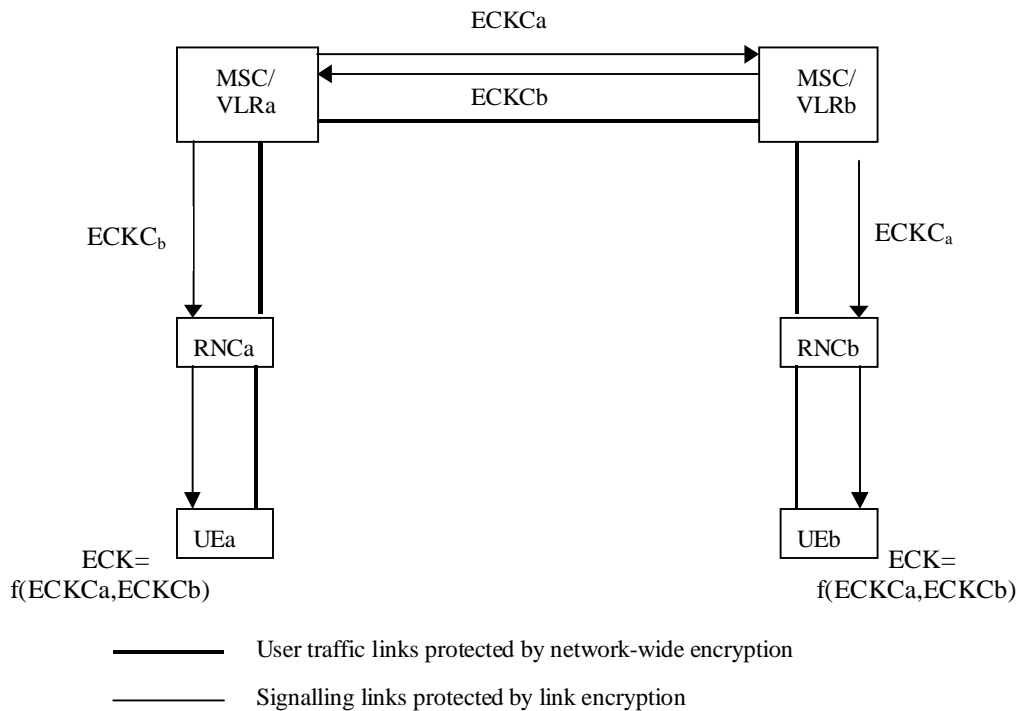 ECKCa
MSC/
VLRa
MSC/
VLRb
ECKCb
ECKCb
ECKCa
RNCa
RNCb
UEa
UEb
ECK=
f(ECKCa,ECKCb)
ECK=
f(ECKCa,ECKCb)
User traffic links protected by network-wide encryption
Signalling links protected by link encryption